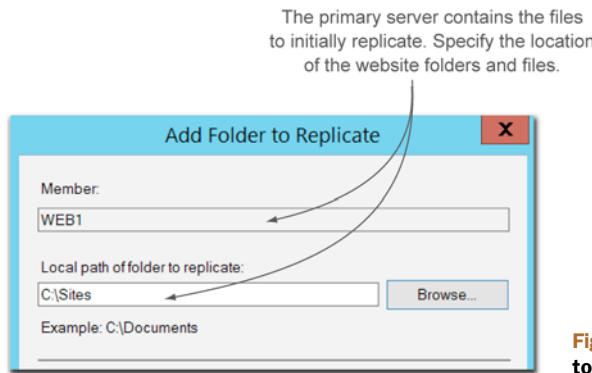 The primary server contains the files
to initially replicate. Specify the location
of the website folders and files.
Add Folder to Replicate
X
Member:
WEB1
Local path of folder to replicate:
C:\Sites
Browse...
Example: C:\Documents
to